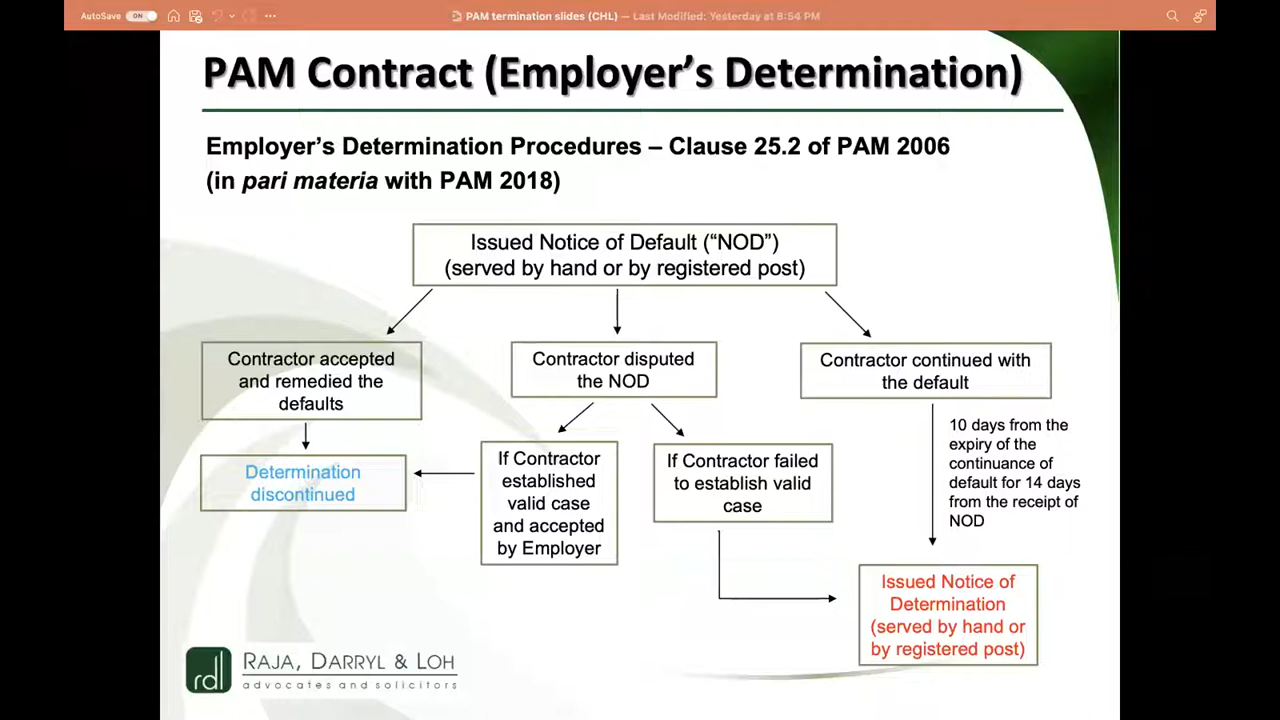 AutoSave ON
PAM termination slides (CHL) — Last Modified: Yesterday at 8:54 PM
PAM Contract (Employer’s Determination)
Employer’s Determination Procedures – Clause 25.2 of PAM 2006
(in pari materia with PAM 2018)
Issued Notice of Default (“NOD”)
(served by hand or by registered post)
Contractor accepted
and remedied the
defaults
Contractor disputed
the NOD
Contractor continued with
the default
Determination
discontinued
If Contractor
established
valid case
and accepted
by Employer
If Contractor failed
to establish valid
case
10 days from the
expiry of the
continuance of
default for 14 days
from the receipt of
NOD
Issued Notice of
Determination
(served by hand or
by registered post)
rdl
RAJA, DARRYL & LOH
advocates and solicitors